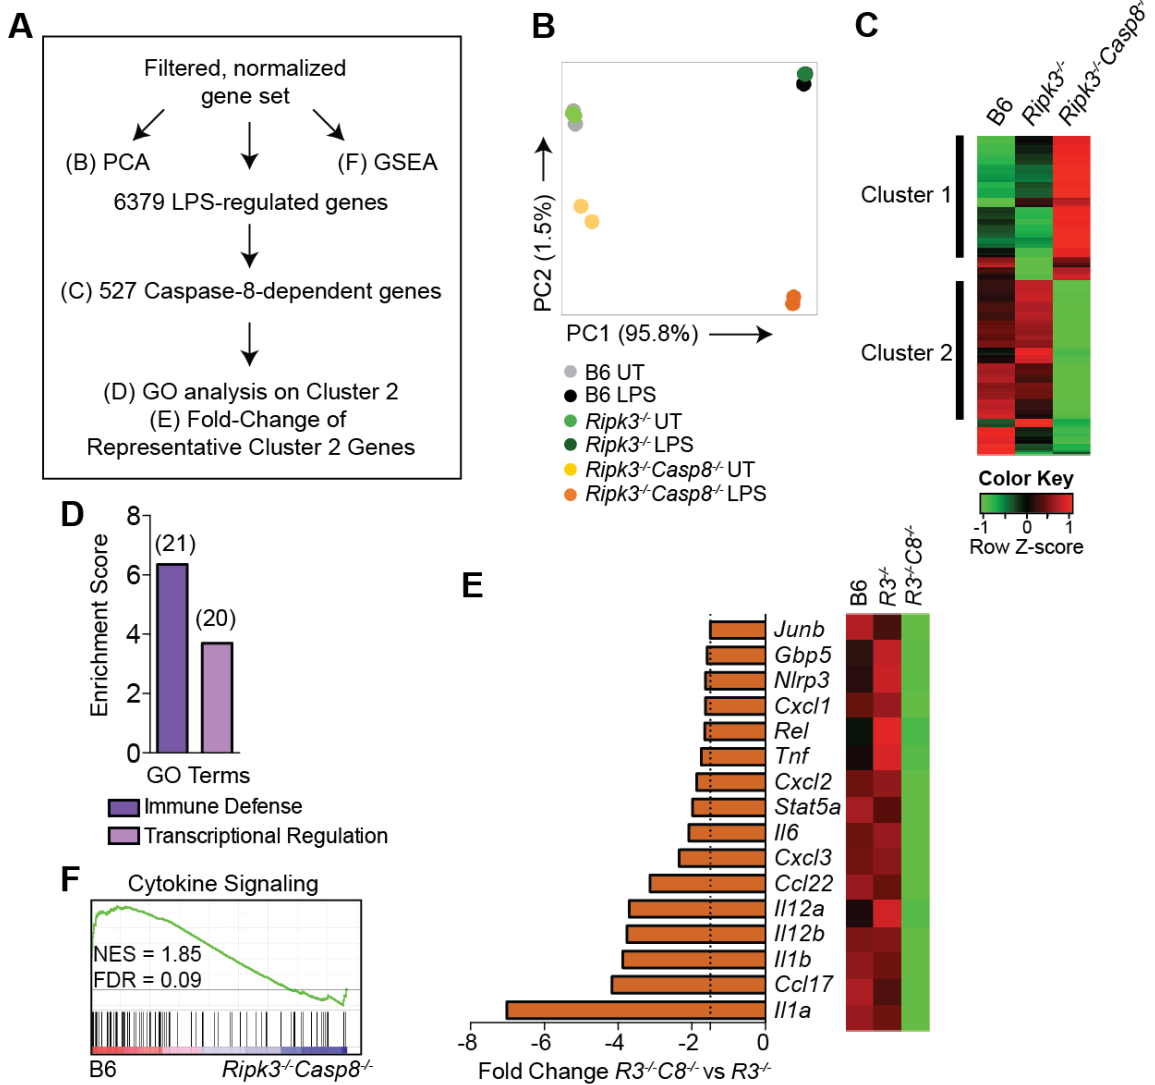 A
Filtered, normalized
gene set
(B) PCA
(F) GSEA
6379 LPS-regulated genes
(C) 527 Caspase-8-dependent genes
(D) GO analysis on Cluster 2
(E) Fold-Change of
Representative Cluster 2 Genes
B
PC2 (1.5%)
PC1 (95.8%)
B6 UT
B6 LPS
Ripk3-/- UT
Ripk3-/- LPS
Ripk3-/-Casp8-/- UT
Ripk3-/-Casp8-/- LPS
C
B6
Ripk3-/-
Ripk3-/-Casp8-/-
Cluster 1
Cluster 2
Color Key
-1 0 1
Row Z-score
D
Enrichment Score
8
6
4
2
0
(21)
(20)
GO Terms
Immune Defense
Transcriptional Regulation
E
B6
R3-/-
R3-/-C8-/-
Junb
Gbp5
Nlrp3
Cxcl1
Rel
Tnf
Cxcl2
Stat5a
Il6
Cxcl3
Ccl22
Il12a
Il12b
Il1b
Ccl17
Il1a
-8 -6 -4 -2 0
Fold Change R3-/-C8-/- vs R3-/-
F
Cytokine Signaling
NES = 1.85
FDR = 0.09
B6
Ripk3-/-Casp8-/-